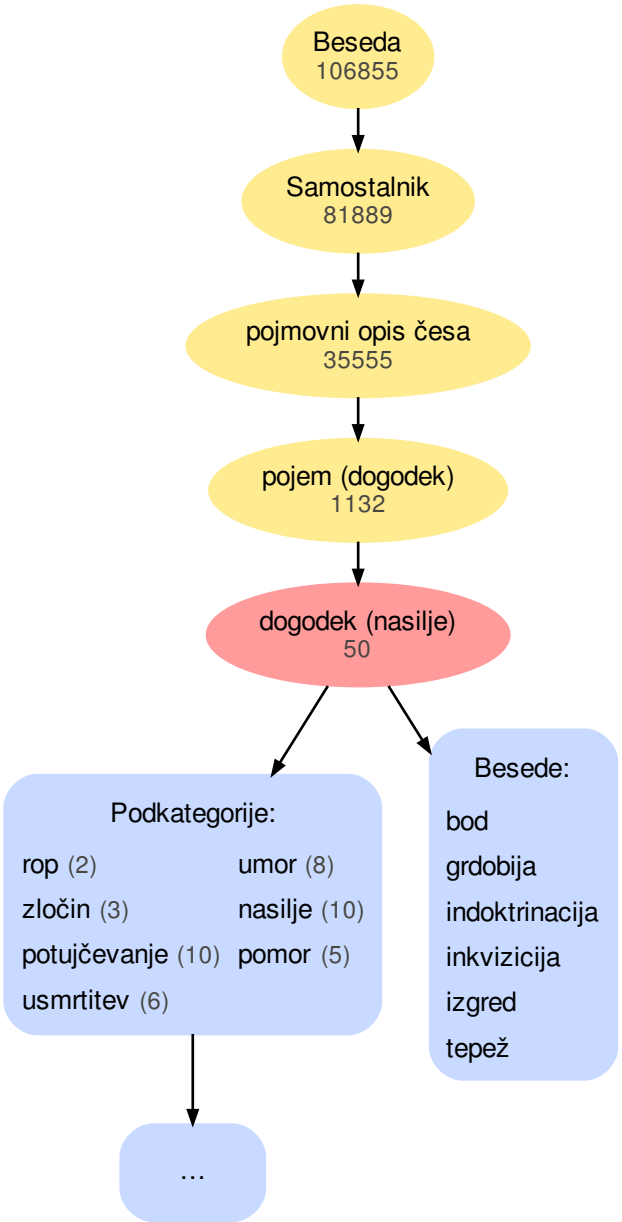 Beseda
106855
Samostalnik
81889
pojmovni opis česa
35555
pojem (dogodek)
1132
dogodek (nasilje)
50
Podkategorije:
rop (2) umor (8)
zločin (3) nasilje (10)
potujčevanje (10) pomor (5)
usmrtitev (6)
Besede:
bod
grdobija
indoktrinacija
inkvizicija
izgred
tepež
...